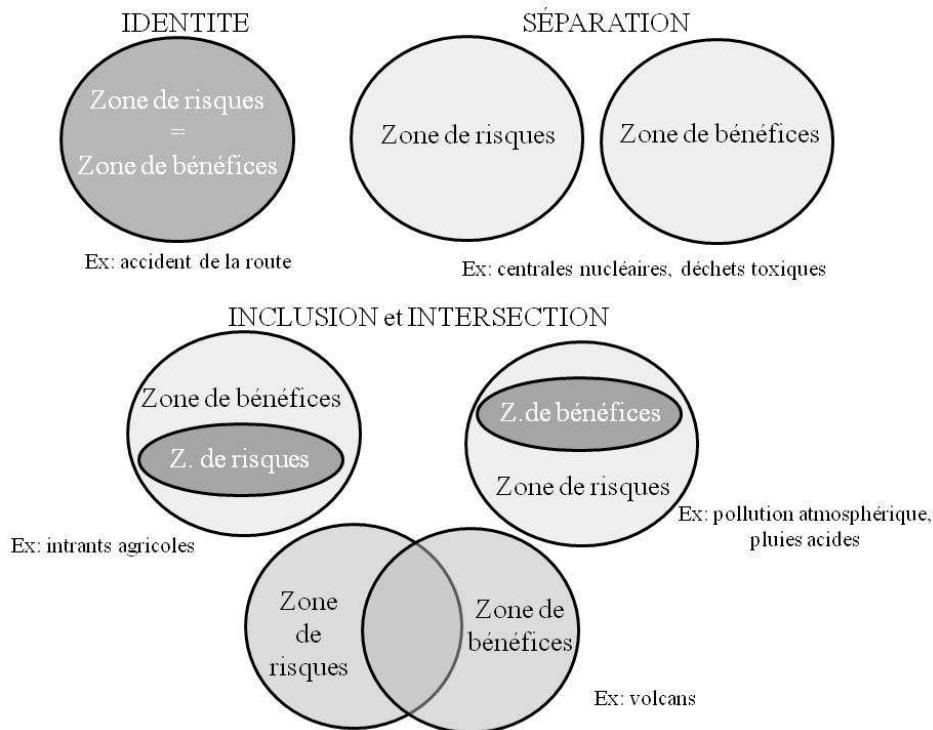 IDENTITE
Zone de risques
=
Zone de bénéfices
Ex: accident de la route
SÉPARATION
Zone de risques
Zone de bénéfices
Ex: centrales nucléaires, déchets toxiques
INCLUSION et INTERSECTION
Zone de bénéfices
Z. de risques
Ex: intrants agricoles
Z. de bénéfices
Zone de risques
Ex: pollution atmosphérique,
pluies acides
Zone
de
risques
Zone de
bénéfices
Ex: volcans